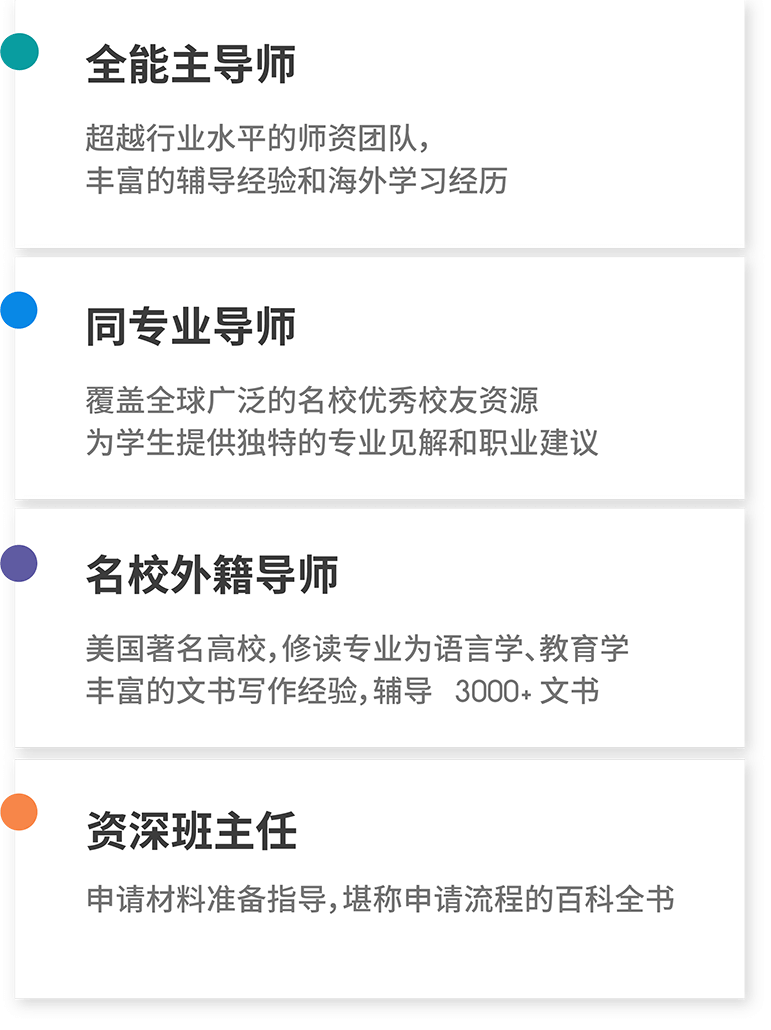 全能主导师
超越行业水平的师资团队，
丰富的辅导经验和海外学习经历
同专业导师
覆盖全球广泛的名校优秀校友资源
为学生提供独特的专业见解和职业建议
名校外籍导师
美国著名高校，修读专业为语言学、教育学
丰富的文书写作经验，辅导 3000+ 文书
资深班主任
申请材料准备指导，堪称申请流程的百科全书